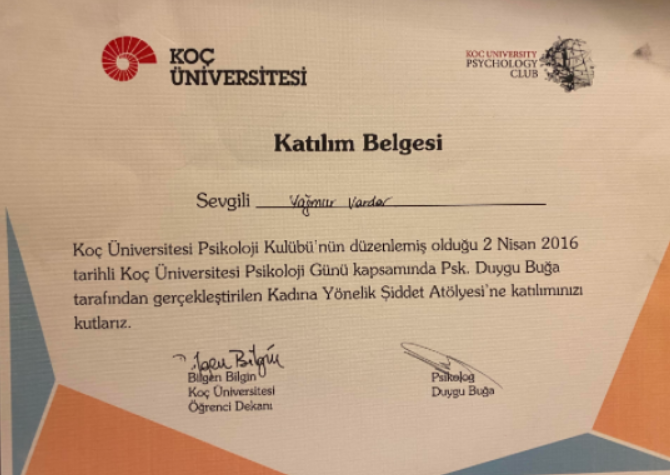 KOÇ
ÜNİVERSİTESİ
KOÇ UNIVERSITY
PSYCHOLOGY
CLUB
Katılım Belgesi
Sevgili Yağmur Vardar
Koç Üniversitesi Psikoloji Kulübü'nün düzenlemiş olduğu 2 Nisan 2016
tarihli Koç Üniversitesi Psikoloji Günü kapsamında Psk. Duygu Buğa
tarafından gerçekleştirilen Kadına Yönelik Şiddet Atölyesi'ne katılımınızı
kutlarız.
Bilgen Bilgin
Koç Üniversitesi
Öğrenci Dekanı
Psikolog
Duygu Buğa